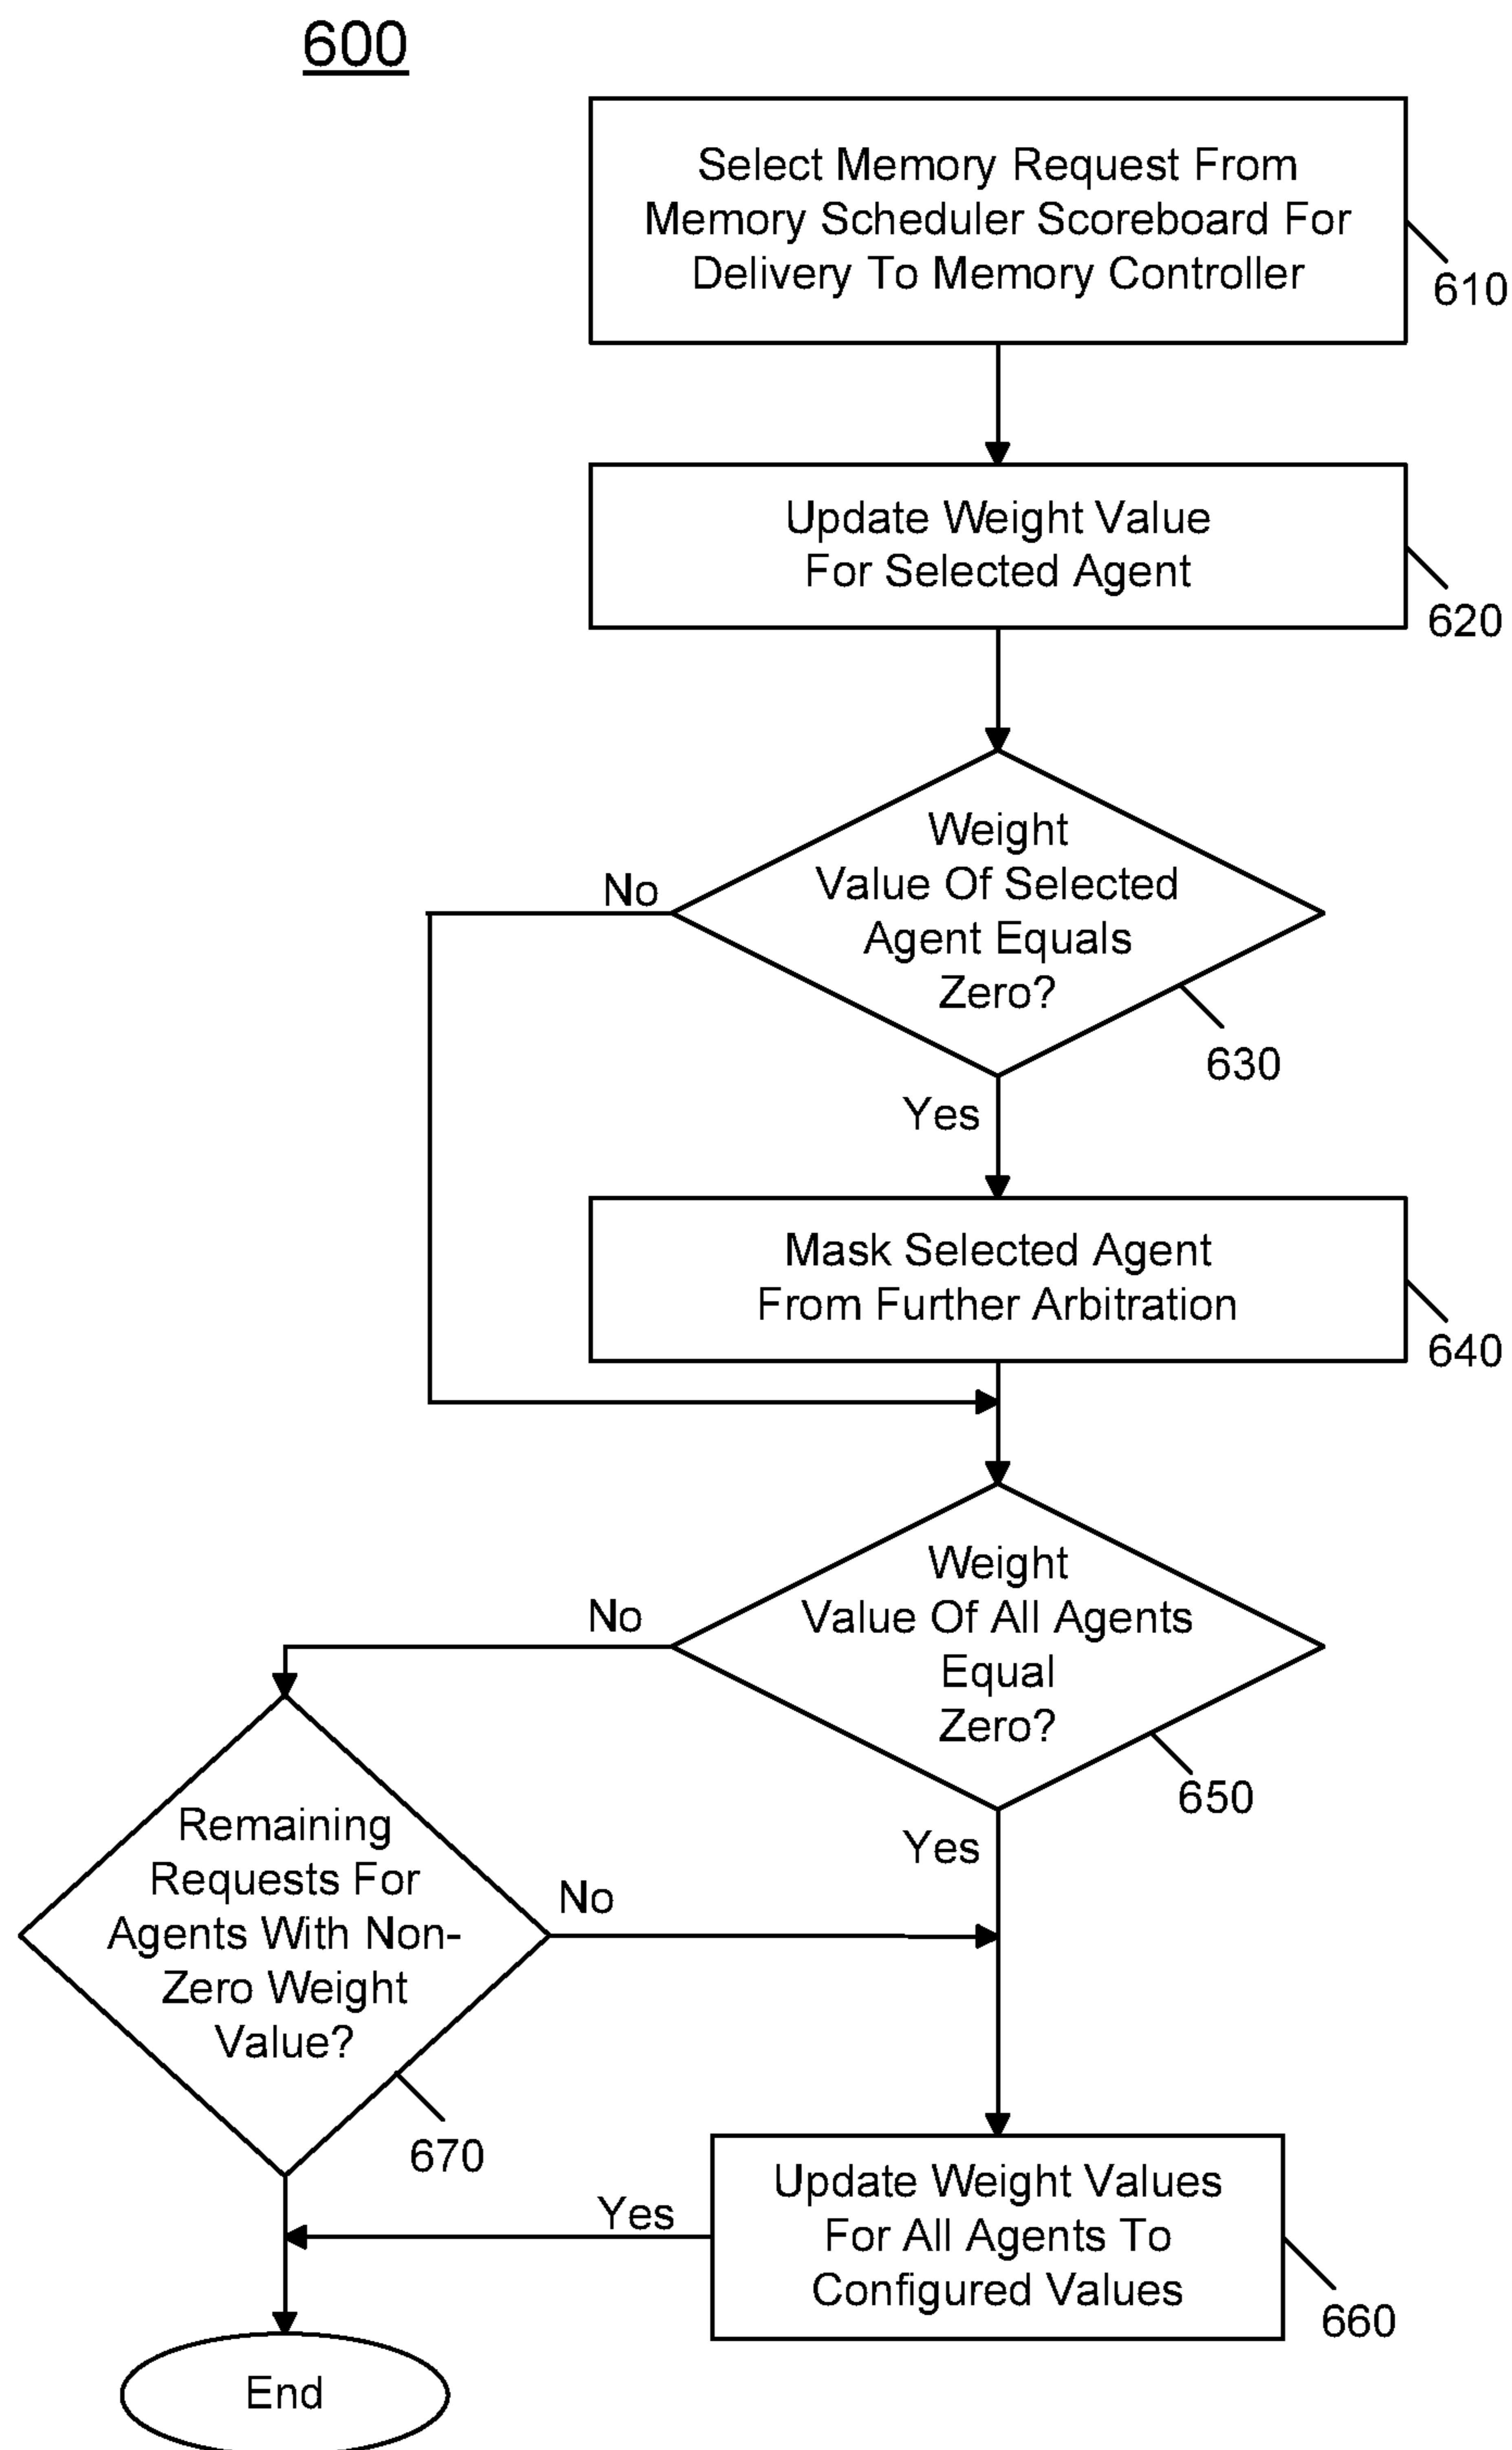 600
Select Memory Request From
Memory Scheduler Scoreboard For
Delivery To Memory Controller
610
Update Weight Value
For Selected Agent
620
Weight
Value Of Selected
Agent Equals
Zero?
No
630
Yes
Mask Selected Agent
From Further Arbitration
640
Weight
Value Of All Agents
Equal
Zero?
No
650
Yes
Remaining
Requests For
Agents With Non-
Zero Weight
Value?
No
670
Update Weight Values
For All Agents To
Configured Values
Yes
660
End